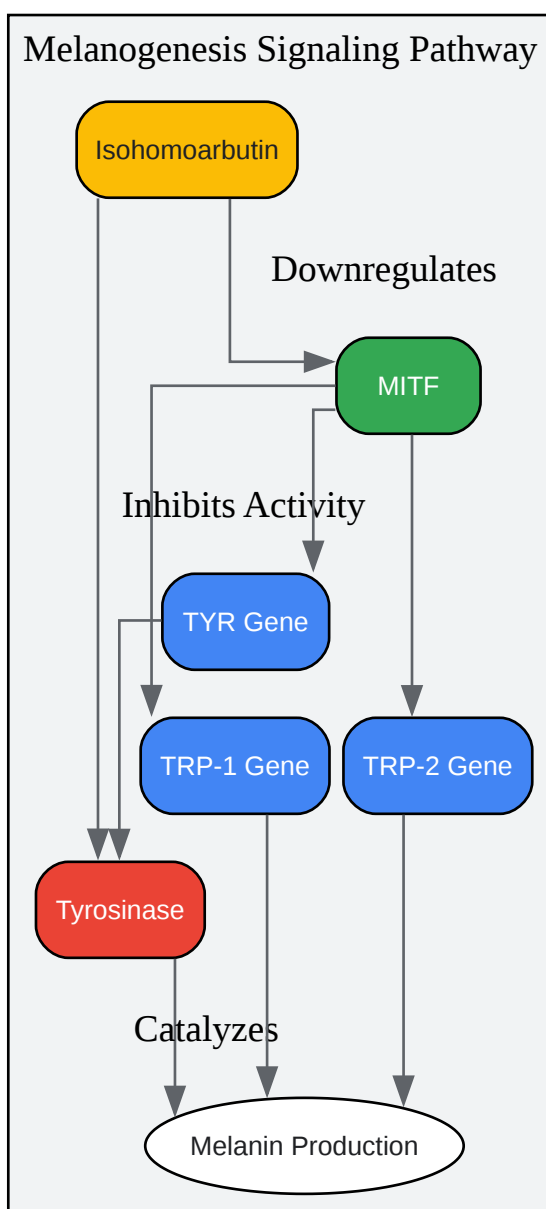 Melanogenesis Signaling Pathway
Isohomoarbutin
Downregulates
MITF
Inhibits Activity
TYR Gene
TRP-1 Gene
TRP-2 Gene
Tyrosinase
Catalyzes
Melanin Production